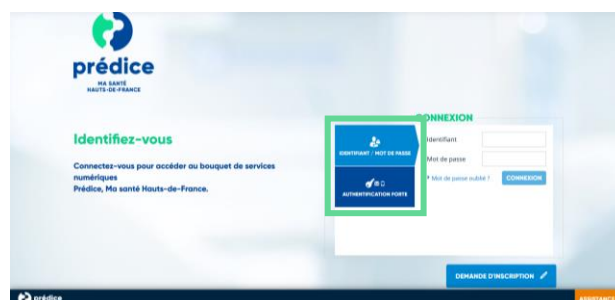 prédice
MA SANTÉ
HAUTS-DE-FRANCE
Identifiez-vous
Connectez-vous pour accéder au bouquet de services
numériques
Prédice, Ma santé Hauts-de-France.
CONNEXION
IDENTIFIANT / MOT DE PASSE
AUTHENTIFICATION FORTE
Identifiant
Mot de passe
Mot de passe oublié ?
CONNEXION
DEMANDE D'INSCRIPTION
prédice
ASSISTANCE